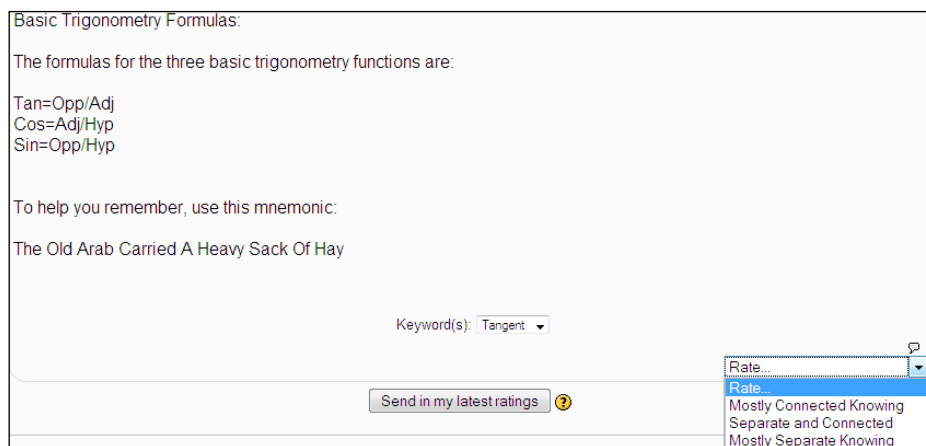 Basic Trigonometry Formulas:
The formulas for the three basic trigonometry functions are:
Tan=Opp/Adj
Cos=Adj/Hyp
Sin=Opp/Hyp
To help you remember, use this mnemonic:
The Old Arab Carried A Heavy Sack Of Hay
Keyword(s): Tangent
Rate...
Rate...
Send in my latest ratings ?
Mostly Connected Knowing
Separate and Connected
Mostly Separate Knowing